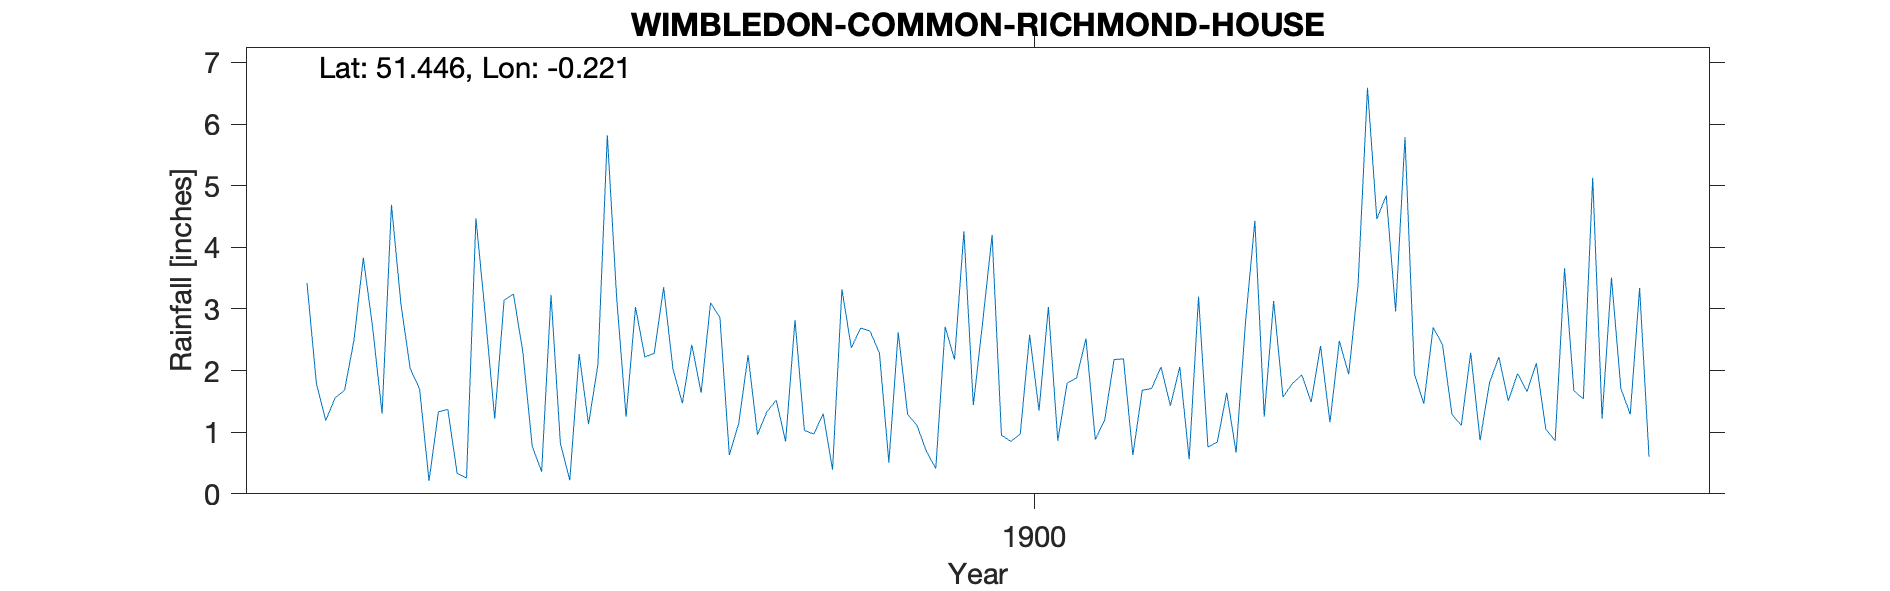 WIMBLEDON-COMMON-RICHMOND-HOUSE
Lat: 51.446, Lon: -0.221
7
6
5
4
3
2
1
0
Rainfall [inches]
1900
Year